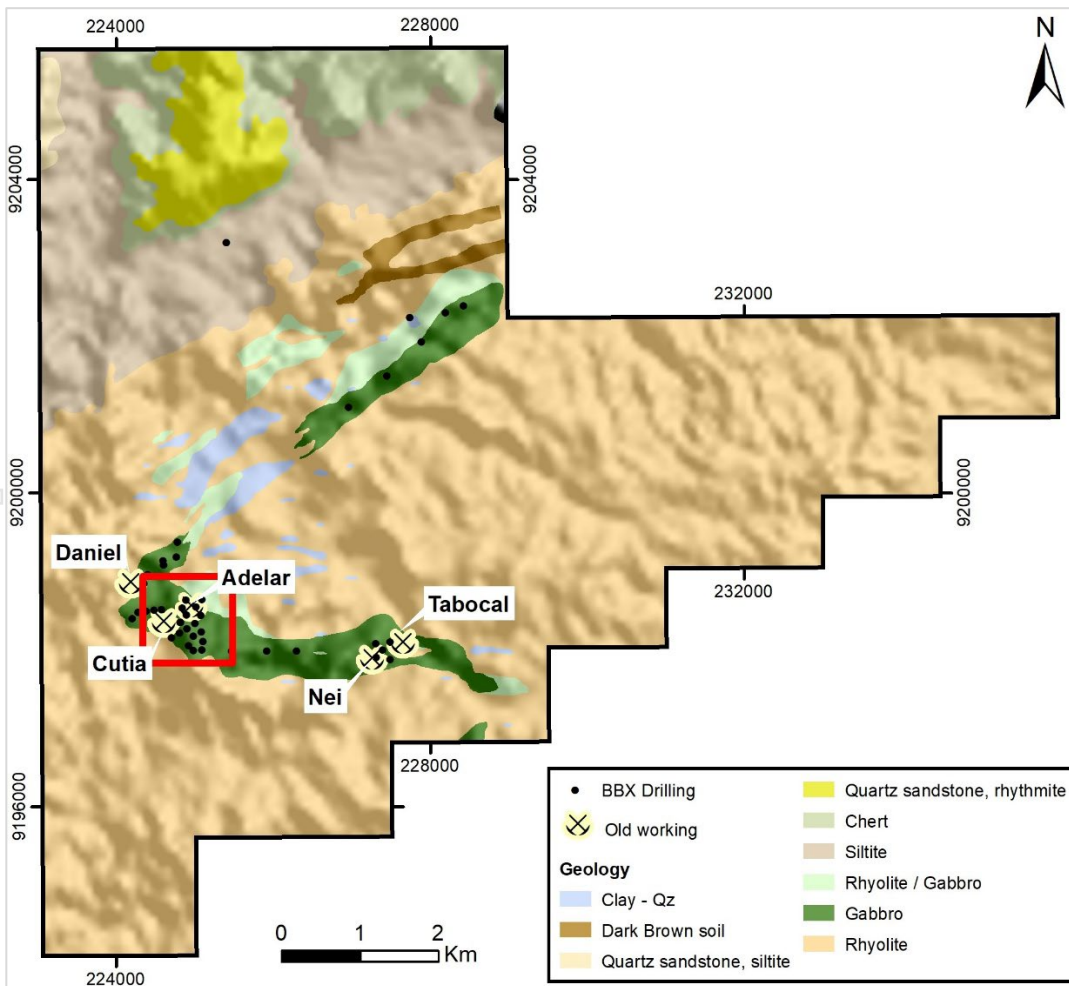 224000
228000
N
9204000
9204000
232000
9200000
9200000
Daniel
Adelar
232000
Tabocal
Cutia
Nei
228000
9196000
BBX Drilling
Old working
Geology
Clay - Qz
Dark Brown soil
Quartz sandstone, siltite
Quartz sandstone, rhythmite
Chert
Siltite
Rhyolite / Gabbro
Gabbro
Rhyolite
0 1 2
Km
224000